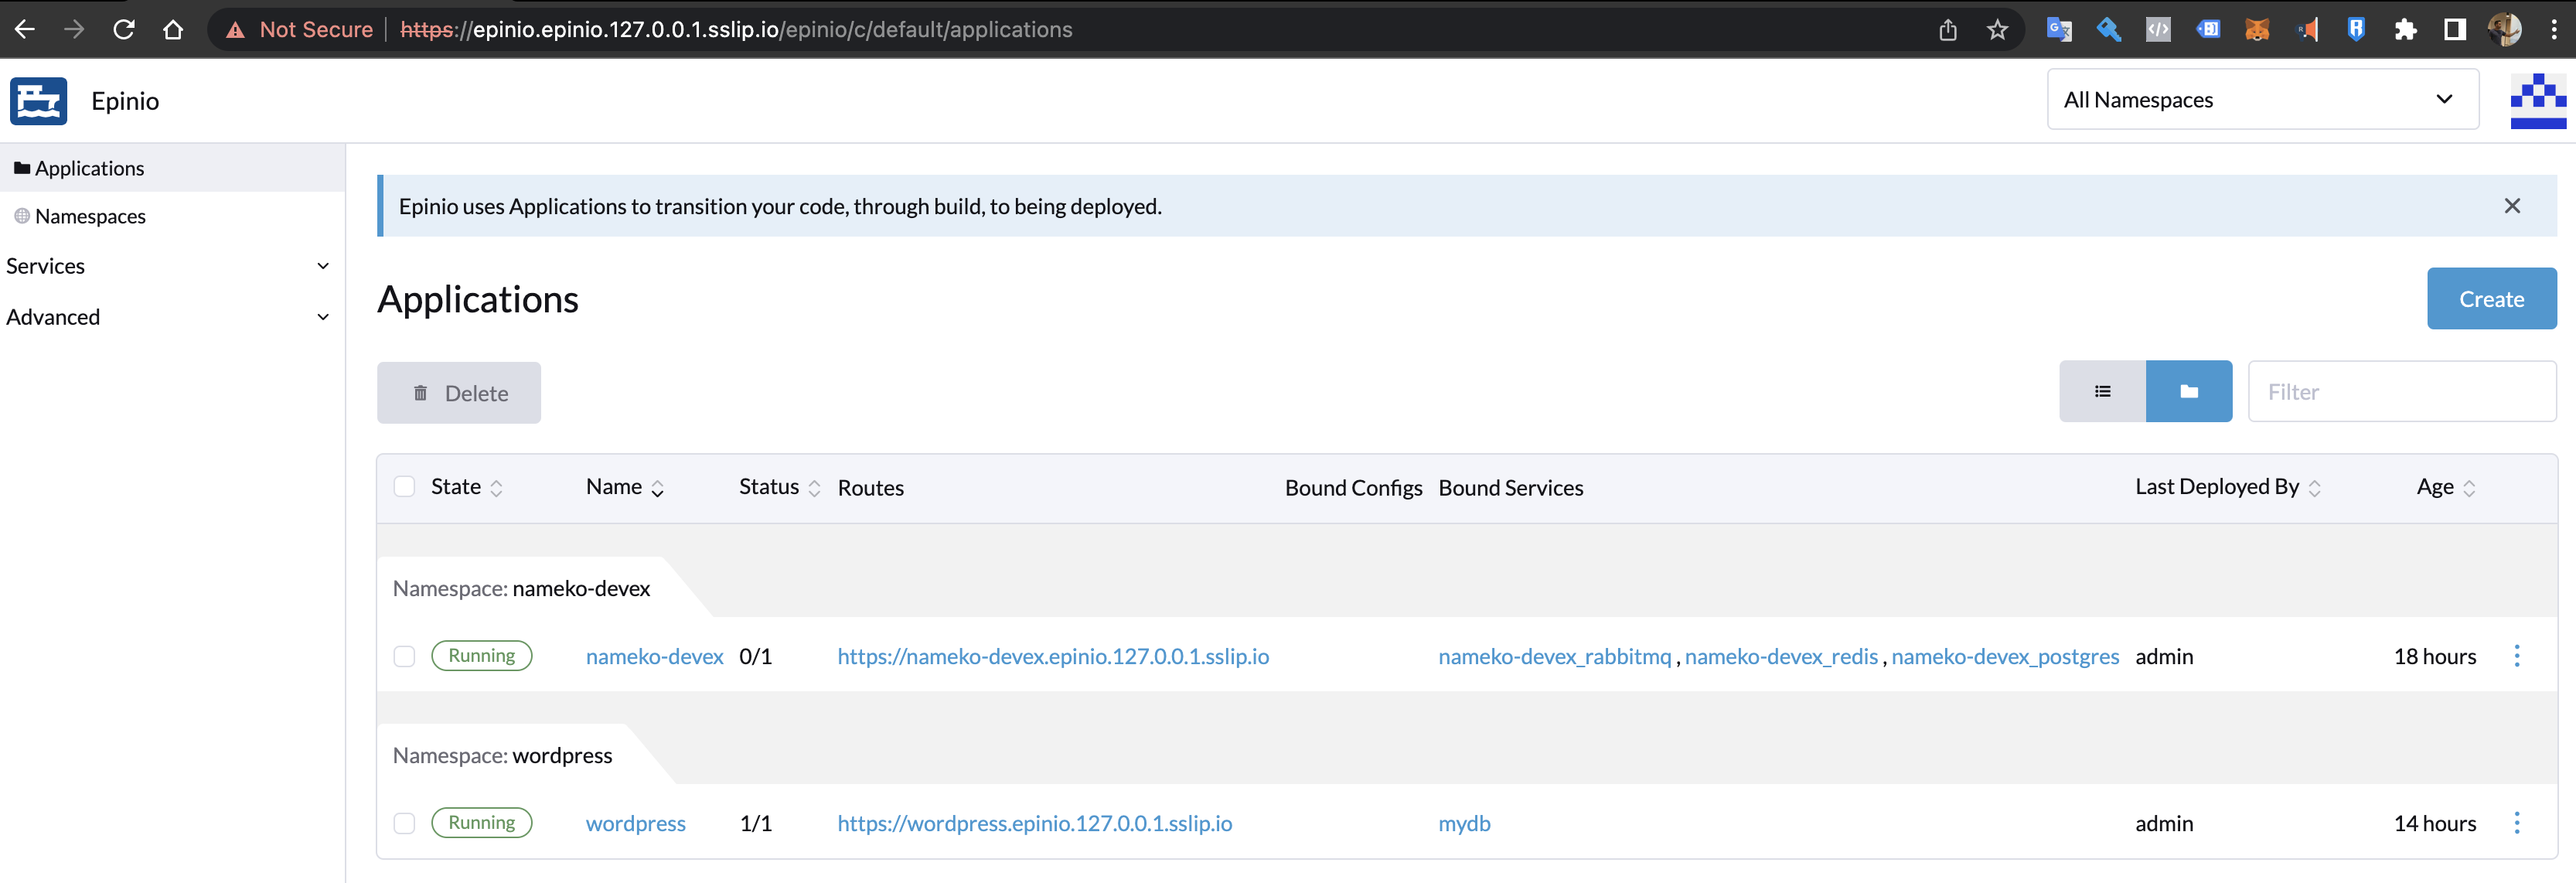 Not Secure https://epinio.epinio.127.0.0.1.sslip.io/epinio/c/default/applications
Epinio
All Namespaces
Applications
Namespaces
Services
Advanced
Epinio uses Applications to transition your code, through build, to being deployed.
Applications
Create
Delete
Filter
State Name Status Routes Bound Configs Bound Services Last Deployed By Age
Namespace: nameko-devex
Running nameko-devex 0/1 https://nameko-devex.epinio.127.0.0.1.sslip.io nameko-devex_rabbitmq , nameko-devex_redis , nameko-devex_postgres admin 18 hours
Namespace: wordpress
Running wordpress 1/1 https://wordpress.epinio.127.0.0.1.sslip.io mydb admin 14 hours